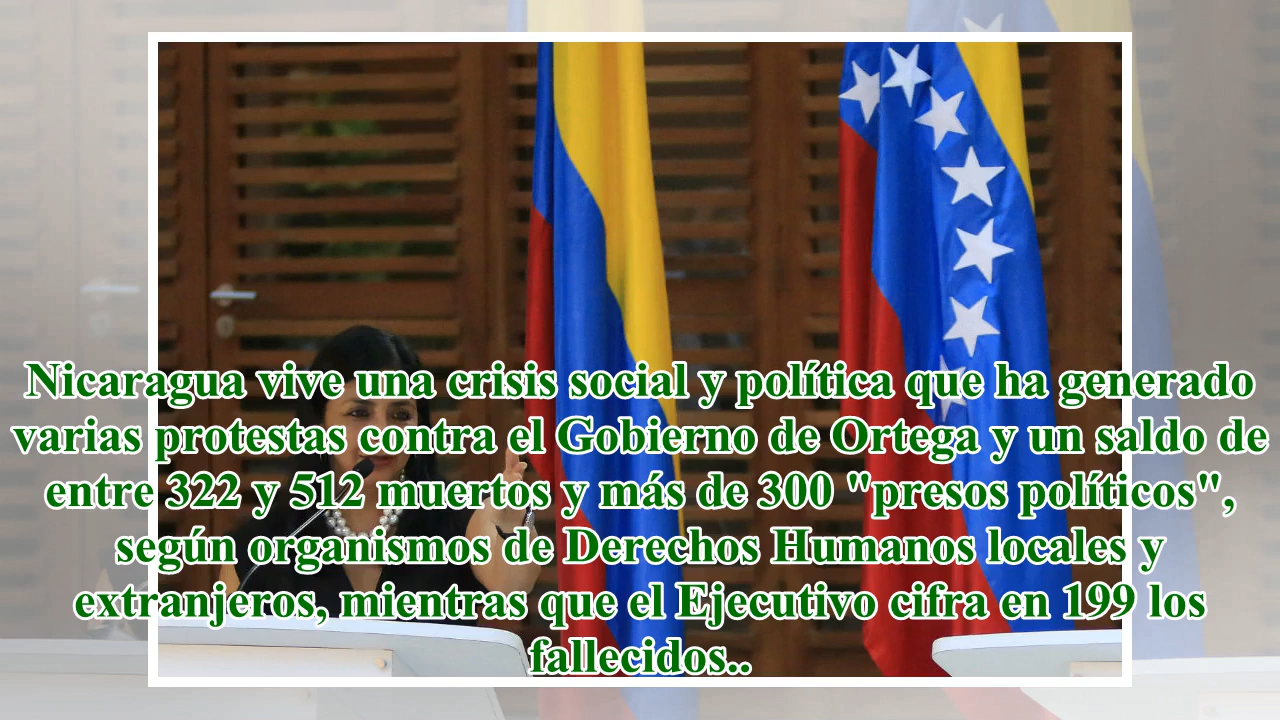 Nicaragua vive una crisis social y política que ha generado
varias protestas contra el Gobierno de Ortega y un saldo de
entre 322 y 512 muertos y más de 300 "presos políticos",
según organismos de Derechos Humanos locales y
extranjeros, mientras que el Ejecutivo cifra en 199 los
fallecidos..